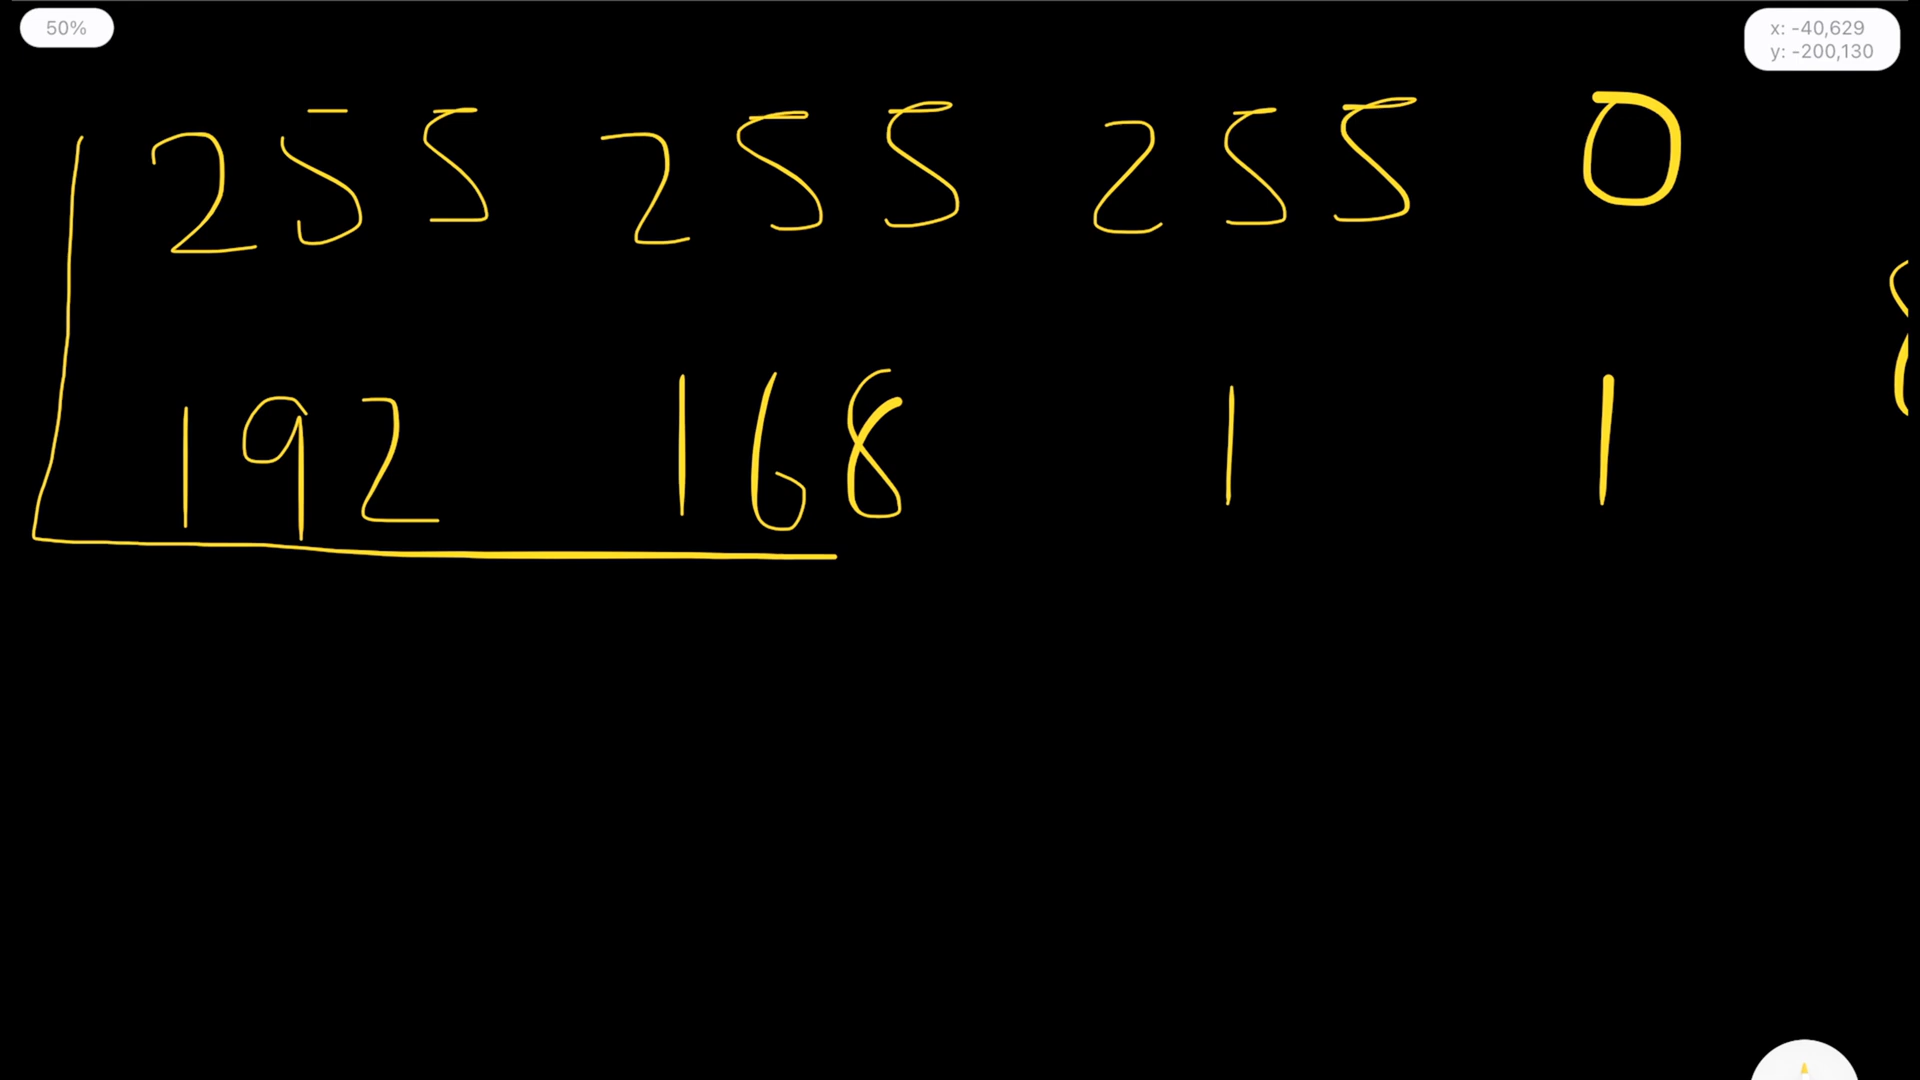 50%
x: -40,629
y: -200,130
255 255 255 0
192 168 1 1